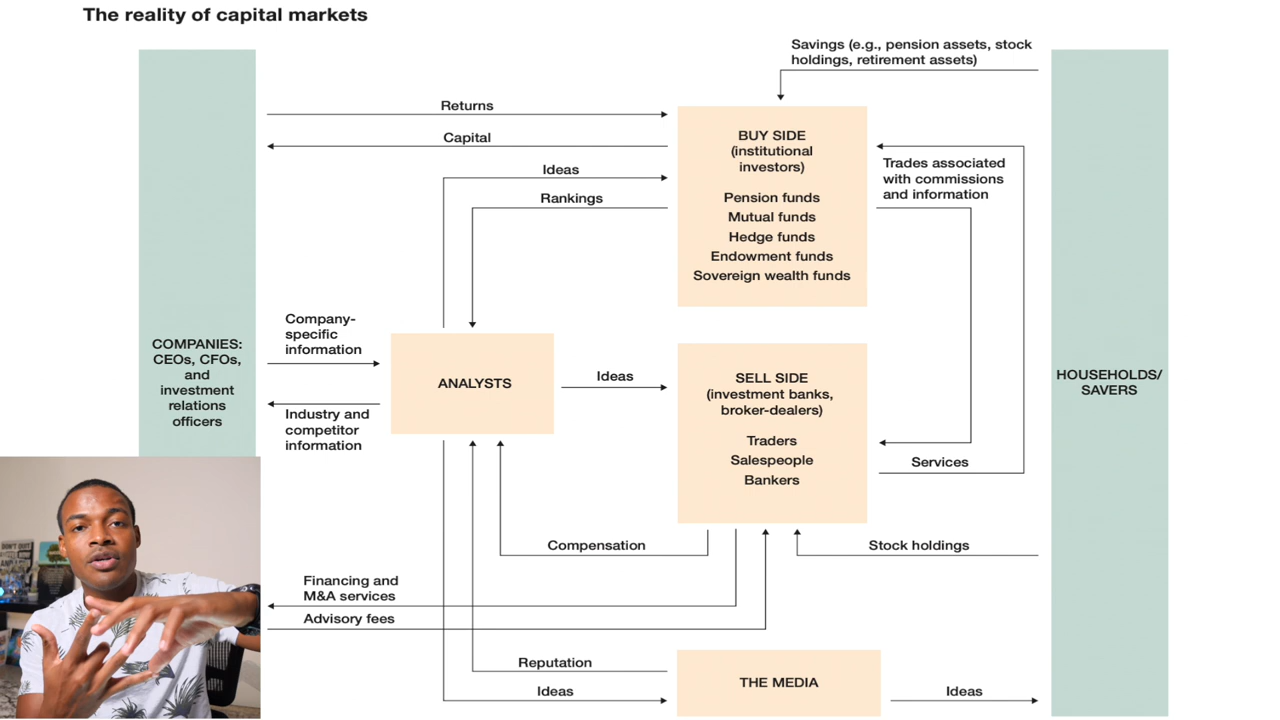 The reality of capital markets
Savings (e.g., pension assets, stock
holdings, retirement assets)
Returns
Capital
Ideas
Rankings
BUY SIDE
(institutional
investors)
Pension funds
Mutual funds
Hedge funds
Endowment funds
Sovereign wealth funds
Trades associated
with commissions
and information
COMPANIES:
CEOs, CFOs,
and
investment
relations
officers
Company-
specific
information
Industry and
competitor
information
ANALYSTS
Ideas
SELL SIDE
(investment banks,
broker-dealers)
Traders
Salespeople
Bankers
Services
HOUSEHOLDS/
SAVERS
Compensation
Stock holdings
Financing and
M&A services
Advisory fees
Reputation
Ideas
THE MEDIA
Ideas